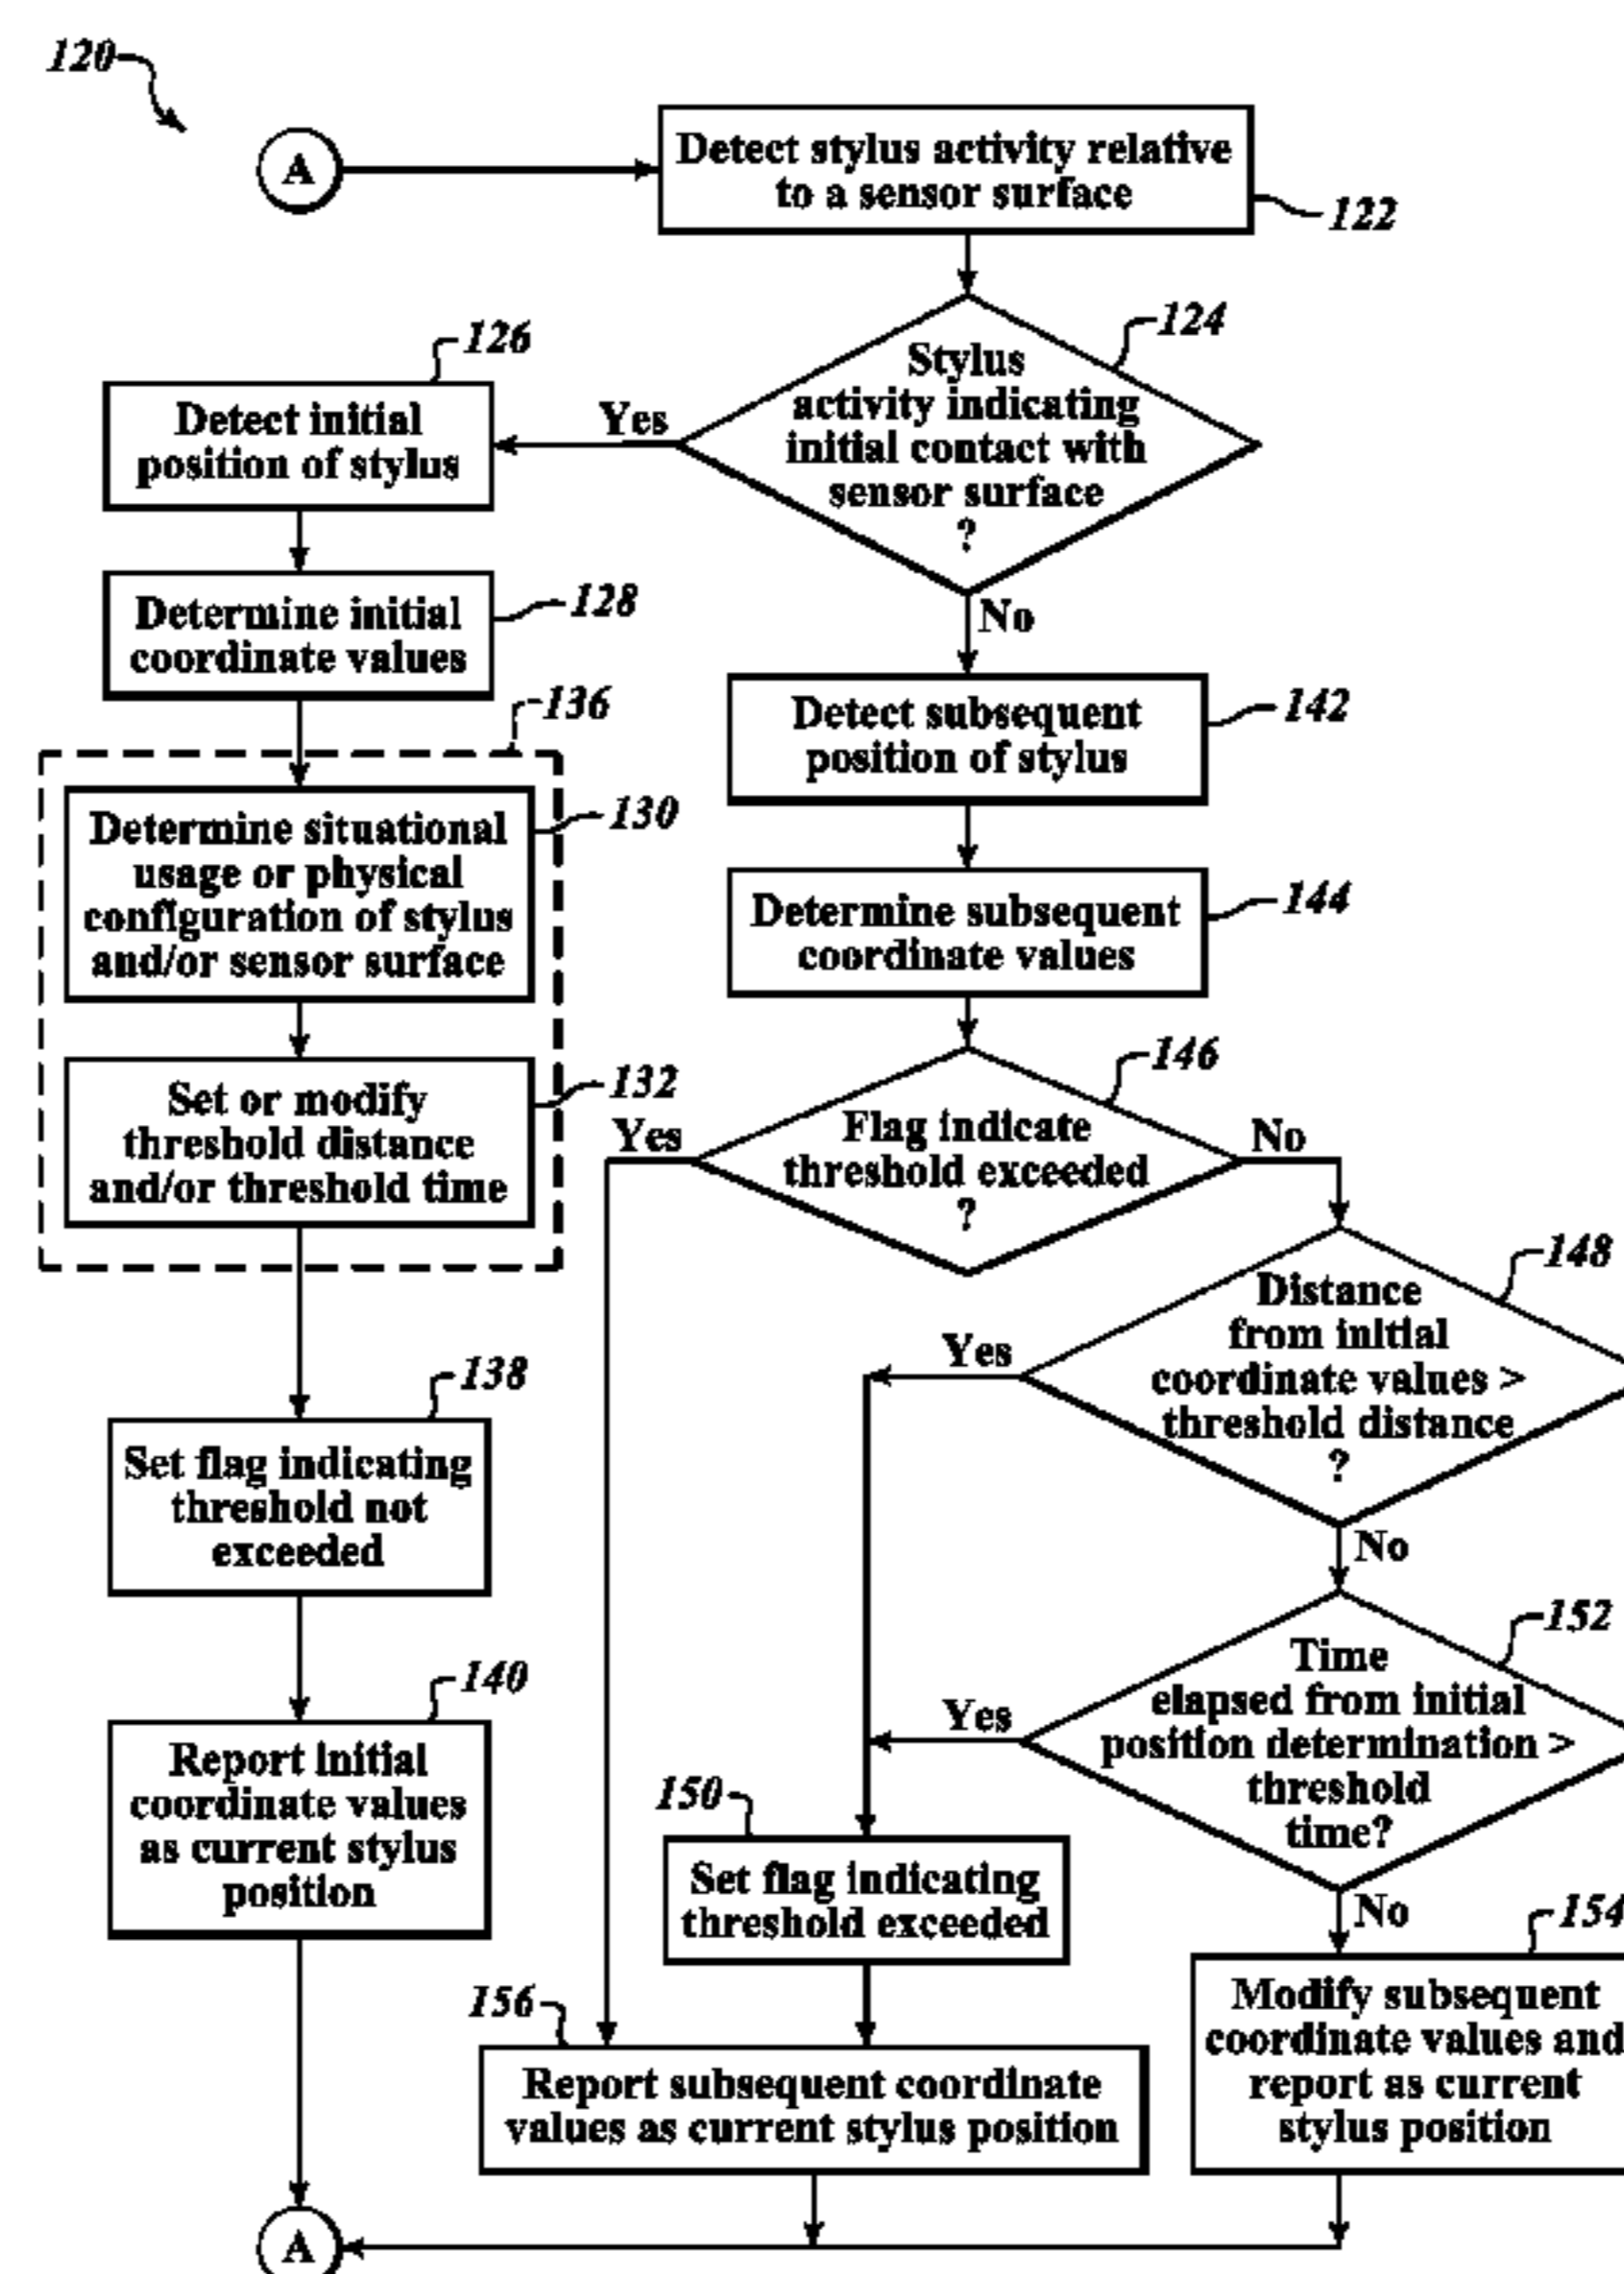 120
A
Detect stylus activity relative
to a sensor surface
122
124
Stylus
activity indicating
initial contact with
sensor surface
?
Yes
No
126
Detect initial
position of stylus
128
Determine initial
coordinate values
136
130
Determine situational
usage or physical
configuration of stylus
and/or sensor surface
132
Set or modify
threshold distance
and/or threshold time
138
Set flag indicating
threshold not
exceeded
140
Report initial
coordinate values
as current stylus
position
142
Detect subsequent
position of stylus
144
Determine subsequent
coordinate values
146
Flag indicate
threshold exceeded
?
Yes
No
148
Distance
from initial
coordinate values >
threshold distance
?
Yes
No
152
Time
elapsed from initial
position determination >
threshold
time?
Yes
No
150
Set flag indicating
threshold exceeded
154
Modify subsequent
coordinate values and
report as current
stylus position
156
Report subsequent coordinate
values as current stylus position
A